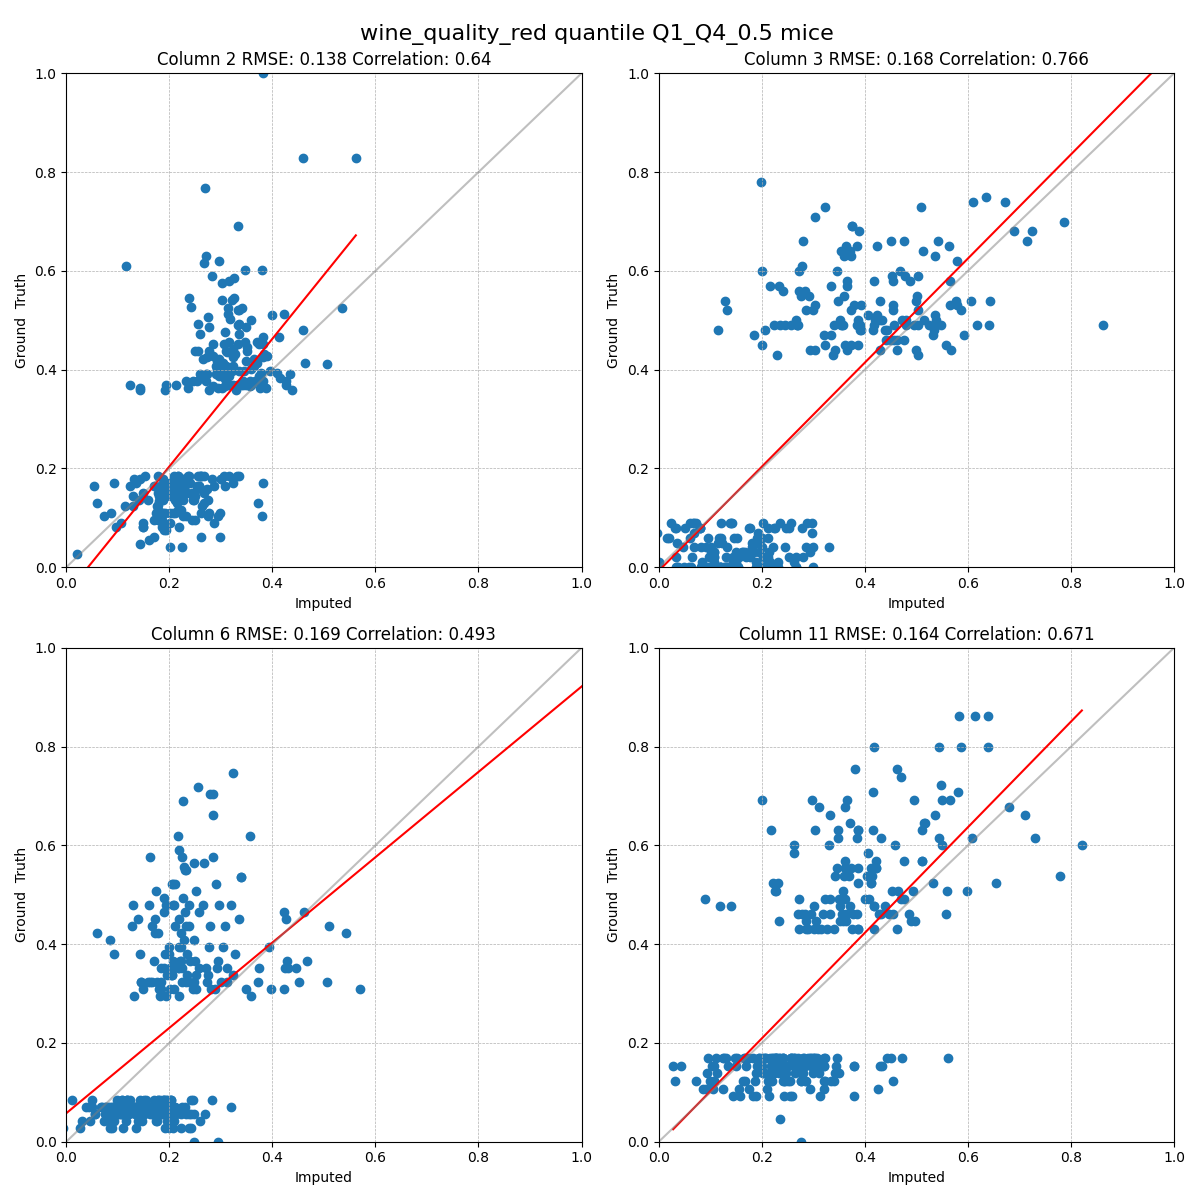 wine_quality_red quantile Q1_Q4_0.5 mice
Column 2 RMSE: 0.138 Correlation: 0.64
1.0
0.8
0.6
0.4
0.2
0.0
Ground Truth
0.0 0.2 0.4 0.6 0.8 1.0
Imputed
Column 3 RMSE: 0.168 Correlation: 0.766
1.0
0.8
0.6
0.4
0.2
0.0
Ground Truth
0.0 0.2 0.4 0.6 0.8 1.0
Imputed
Column 6 RMSE: 0.169 Correlation: 0.493
1.0
0.8
0.6
0.4
0.2
0.0
Ground Truth
0.0 0.2 0.4 0.6 0.8 1.0
Imputed
Column 11 RMSE: 0.164 Correlation: 0.671
1.0
0.8
0.6
0.4
0.2
0.0
Ground Truth
0.0 0.2 0.4 0.6 0.8 1.0
Imputed